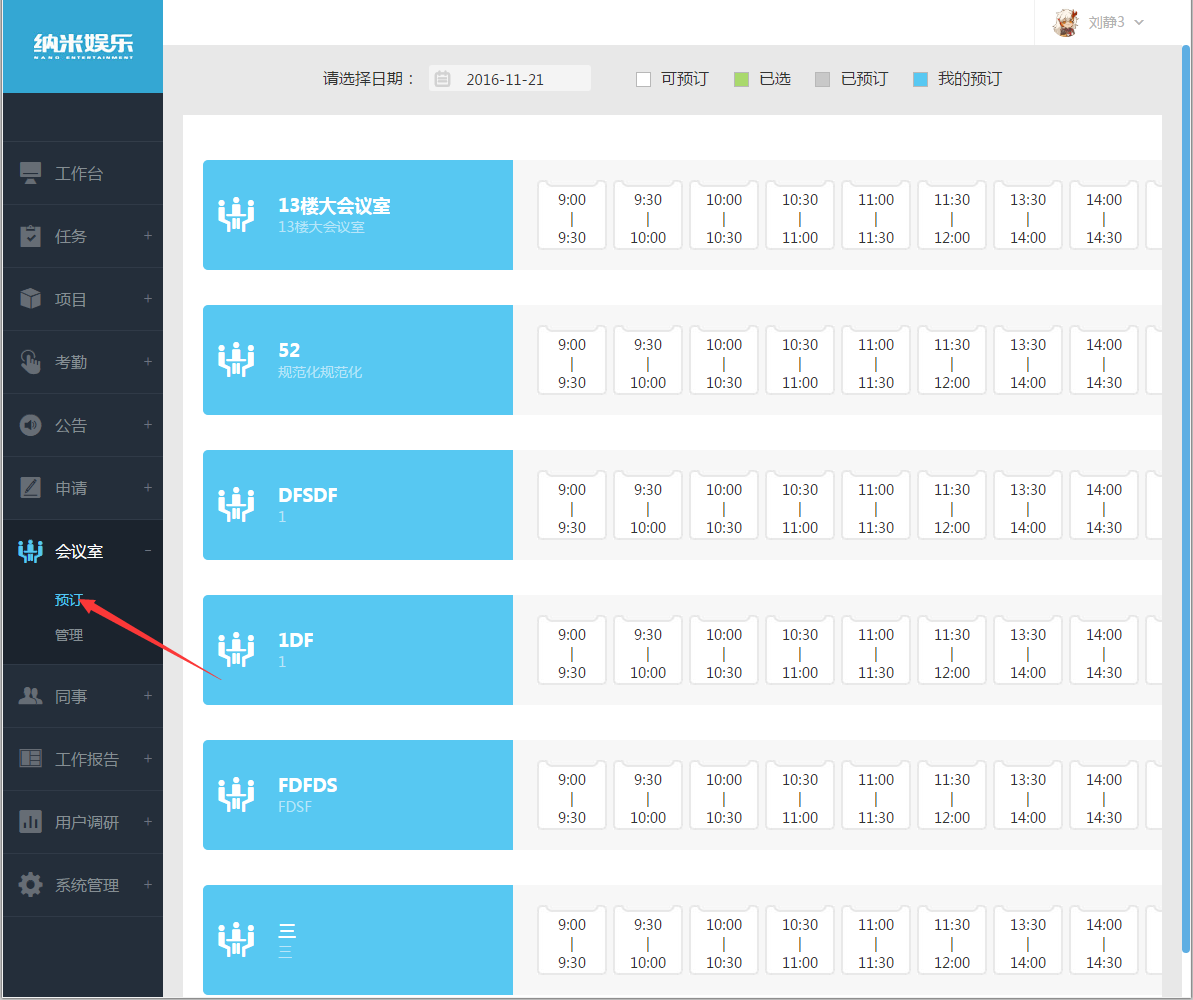 纳米娱乐
NANO ENTERTAINMENT
刘静3
请选择日期： 2016-11-21 可预订 已选 已预订 我的预订
工作台
任务 +
项目 +
考勤 +
公告 +
申请 +
会议室 -
预订
管理
同事 +
工作报告 +
用户调研 +
系统管理 +
13楼大会议室
13楼大会议室
9:00 9:30 10:00 10:30 11:00 11:30 13:30 14:00
9:30 10:00 10:30 11:00 11:30 12:00 14:00 14:30
52
规范化规范化
9:00 9:30 10:00 10:30 11:00 11:30 13:30 14:00
9:30 10:00 10:30 11:00 11:30 12:00 14:00 14:30
DFSDF
1
9:00 9:30 10:00 10:30 11:00 11:30 13:30 14:00
9:30 10:00 10:30 11:00 11:30 12:00 14:00 14:30
1DF
1
9:00 9:30 10:00 10:30 11:00 11:30 13:30 14:00
9:30 10:00 10:30 11:00 11:30 12:00 14:00 14:30
FDFDS
FDSF
9:00 9:30 10:00 10:30 11:00 11:30 13:30 14:00
9:30 10:00 10:30 11:00 11:30 12:00 14:00 14:30
三
三
9:00 9:30 10:00 10:30 11:00 11:30 13:30 14:00
9:30 10:00 10:30 11:00 11:30 12:00 14:00 14:30